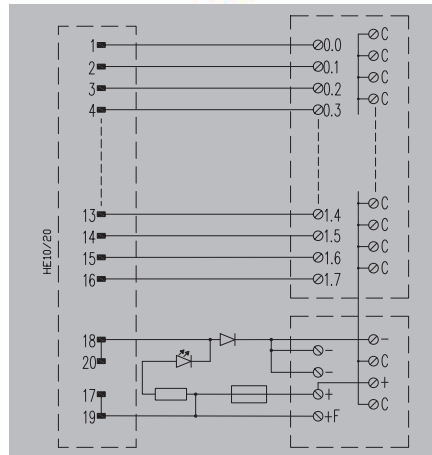 1 0.0 C
2 0.1 C
3 0.2 C
4 0.3 C
13 1.4 C
14 1.5 C
15 1.6 C
16 1.7 C
HE10/20
18 -
-
20 C
-
17 + +
C
19 +F